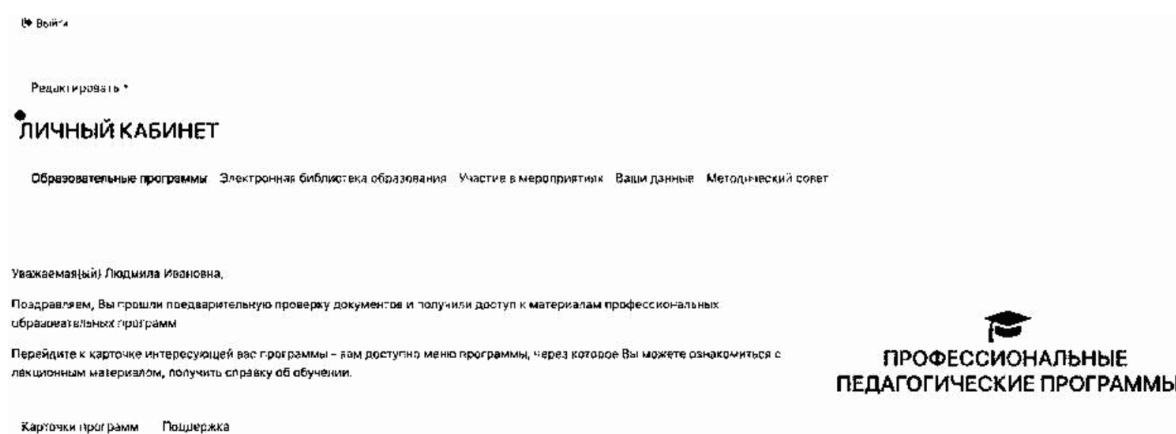 Выйти
Редактировать
ЛИЧНЫЙ КАБИНЕТ
Образовательные программы Электронная библиотека образования Участие в мероприятиях Ваши данные Методический совет
Уважаемая(ый) Людмила Ивановна,
Поздравляем, Вы прошли предварительную проверку документов и получили доступ к материалам профессиональных
образовательных программ
Перейдите к карточке интересующей вас программы – вам доступно меню программы, через которое Вы можете ознакомиться с
лекционным материалом, получить справку об обучении.
ПРОФЕССИОНАЛЬНЫЕ
ПЕДАГОГИЧЕСКИЕ ПРОГРАММЫ
Карточки программ Поддержка